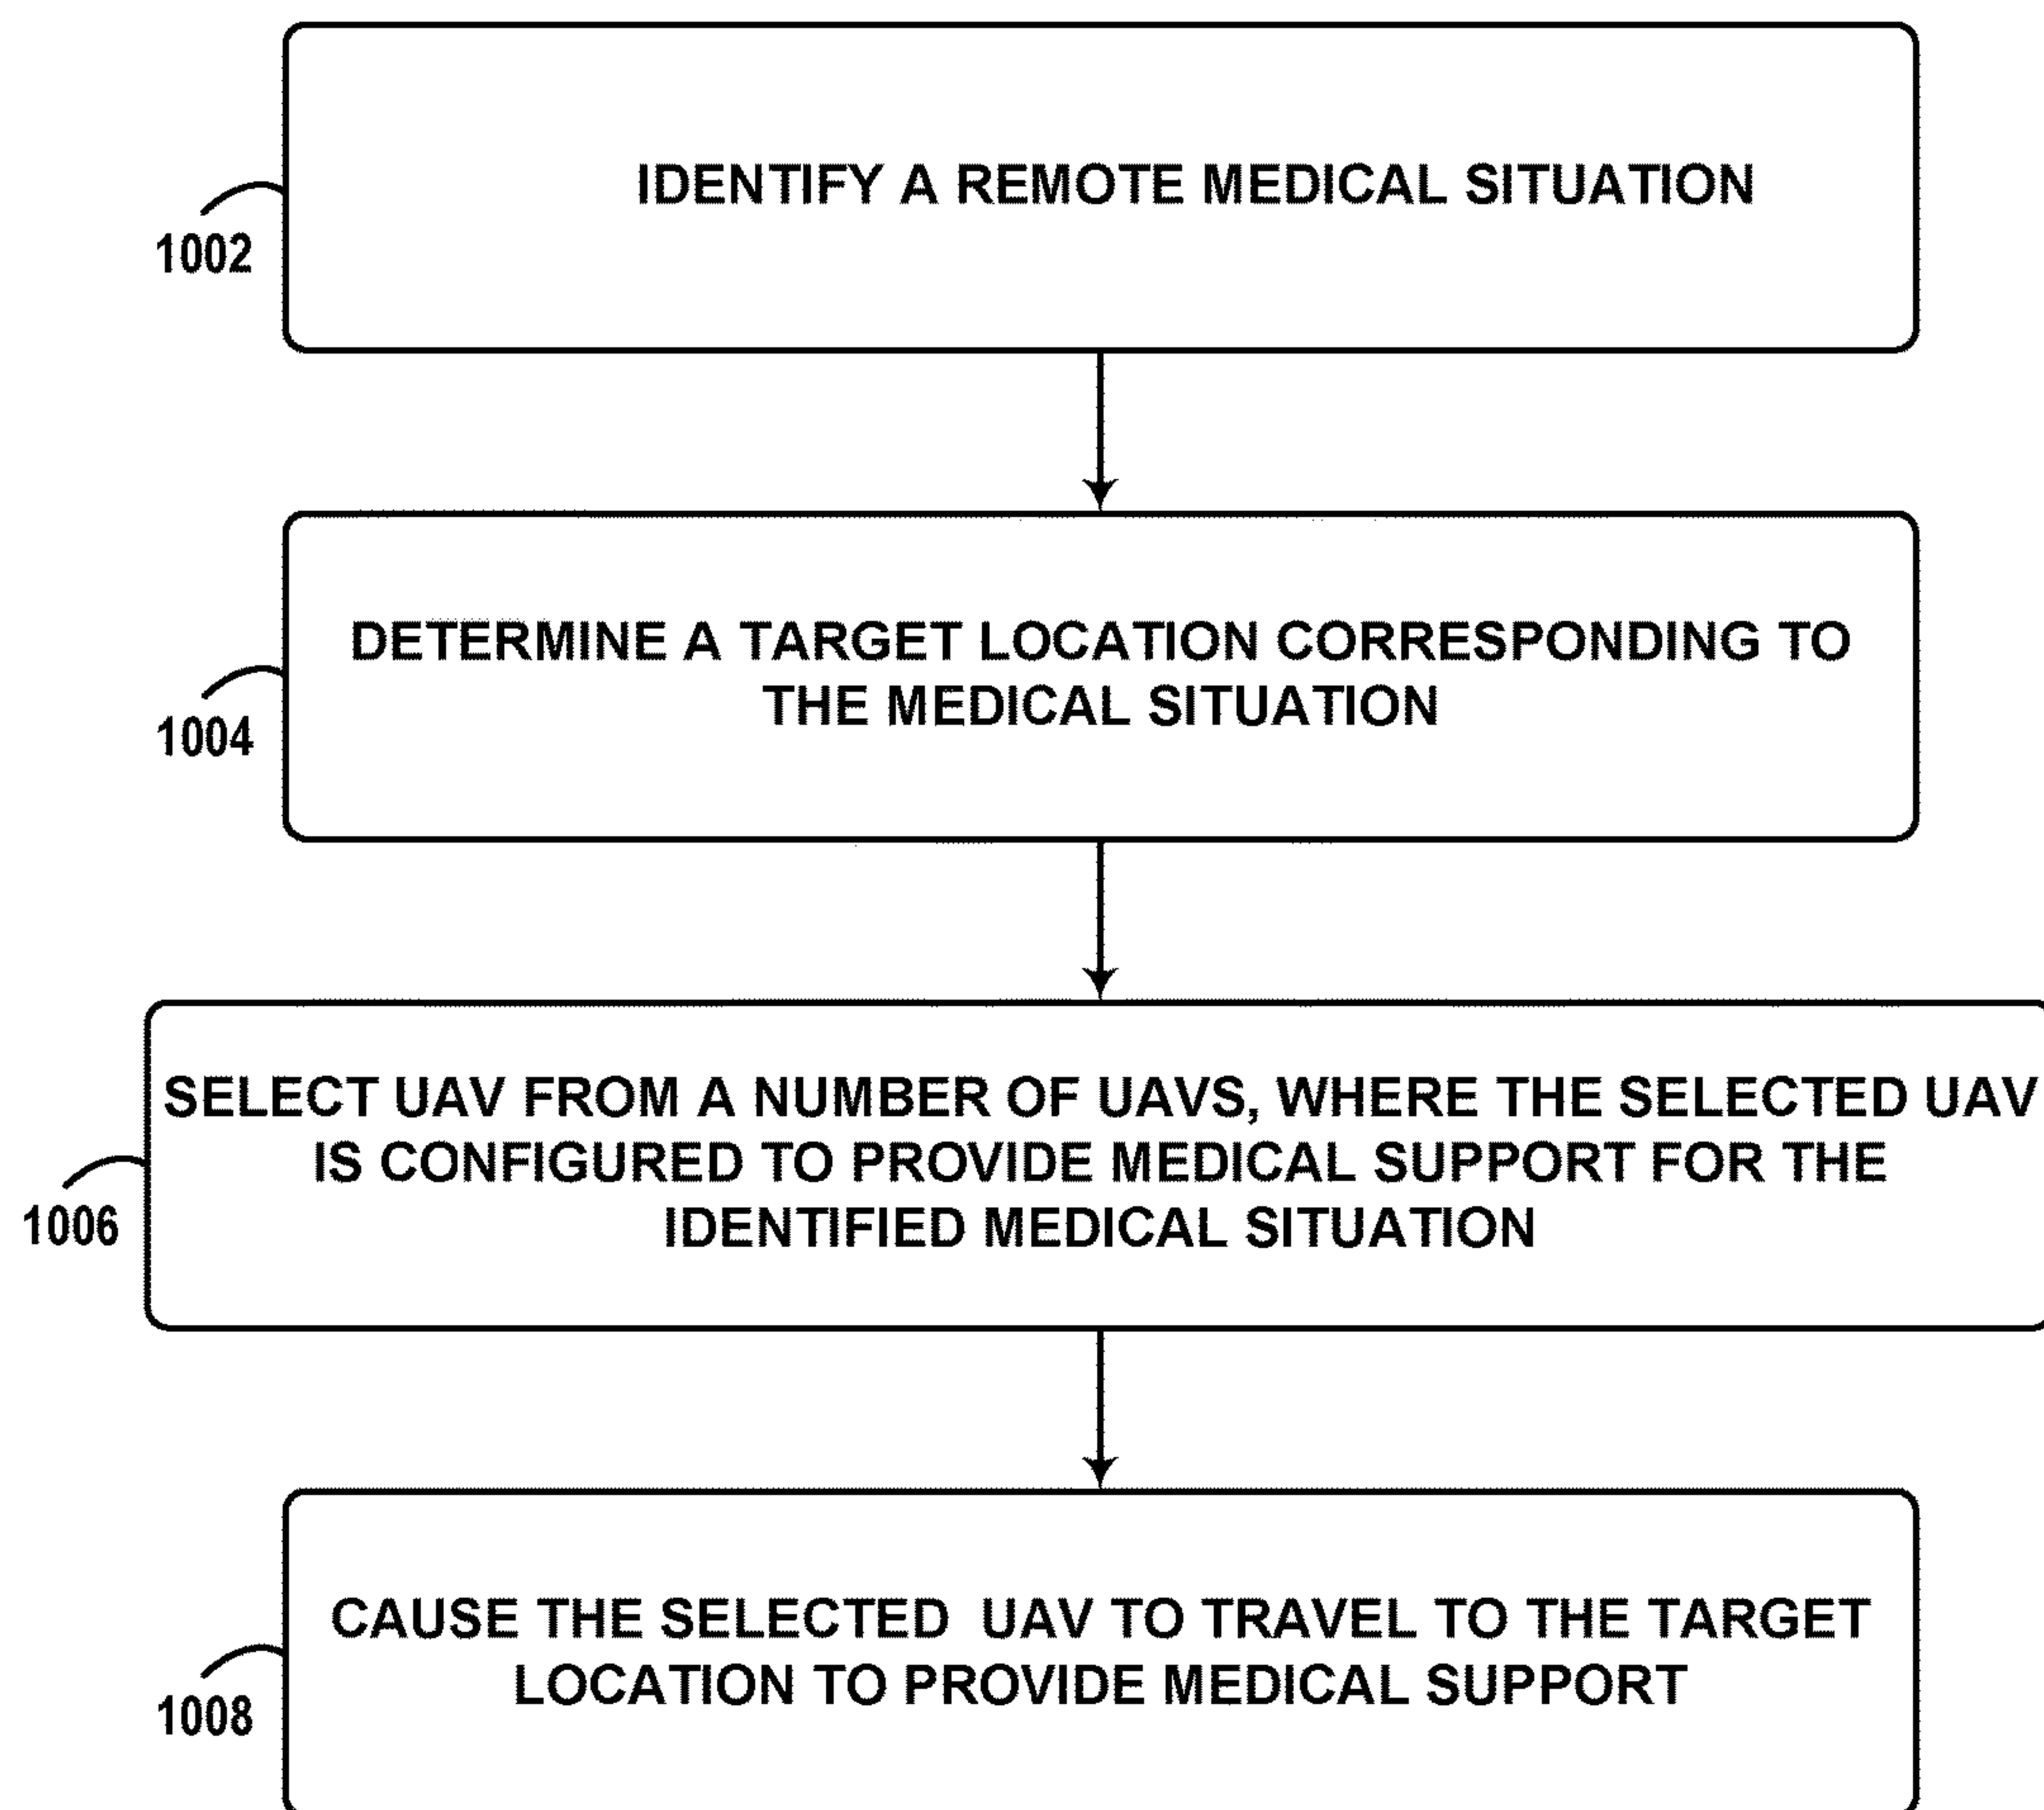 IDENTIFY A REMOTE MEDICAL SITUATION
1002
DETERMINE A TARGET LOCATION CORRESPONDING TO
THE MEDICAL SITUATION
1004
SELECT UAV FROM A NUMBER OF UAVS, WHERE THE SELECTED UAV
IS CONFIGURED TO PROVIDE MEDICAL SUPPORT FOR THE
IDENTIFIED MEDICAL SITUATION
1006
CAUSE THE SELECTED UAV TO TRAVEL TO THE TARGET
LOCATION TO PROVIDE MEDICAL SUPPORT
1008